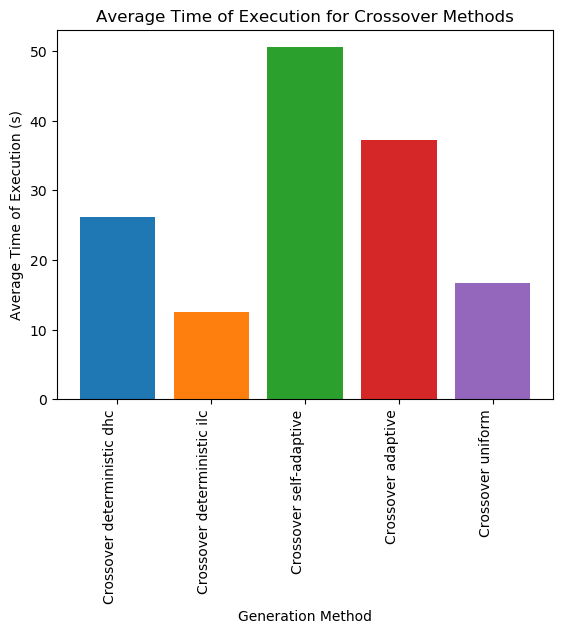 Average Time of Execution for Crossover Methods
Average Time of Execution (s)
50
40
30
20
10
0
Crossover deterministic dhc
Crossover deterministic ilc
Crossover self-adaptive
Crossover adaptive
Crossover uniform
Generation Method